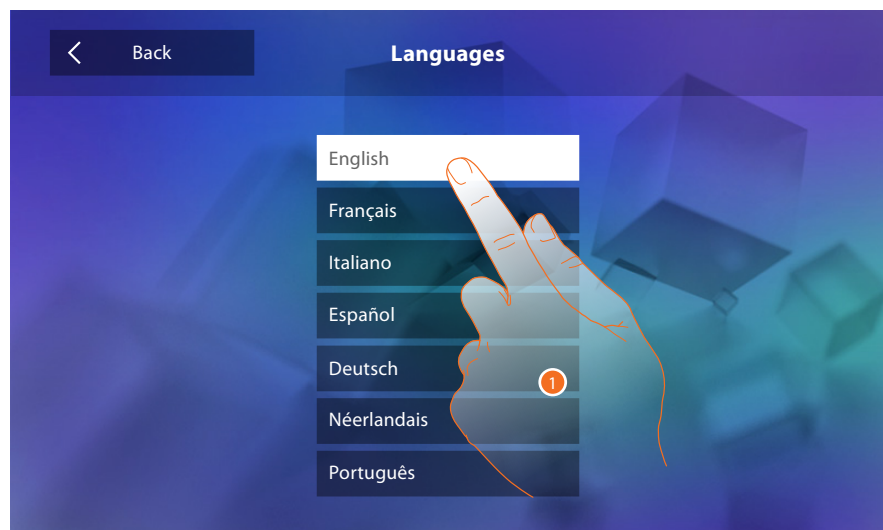 Back
Languages
English
Français
Italiano
Español
Deutsch
1
Néerlandais
Português